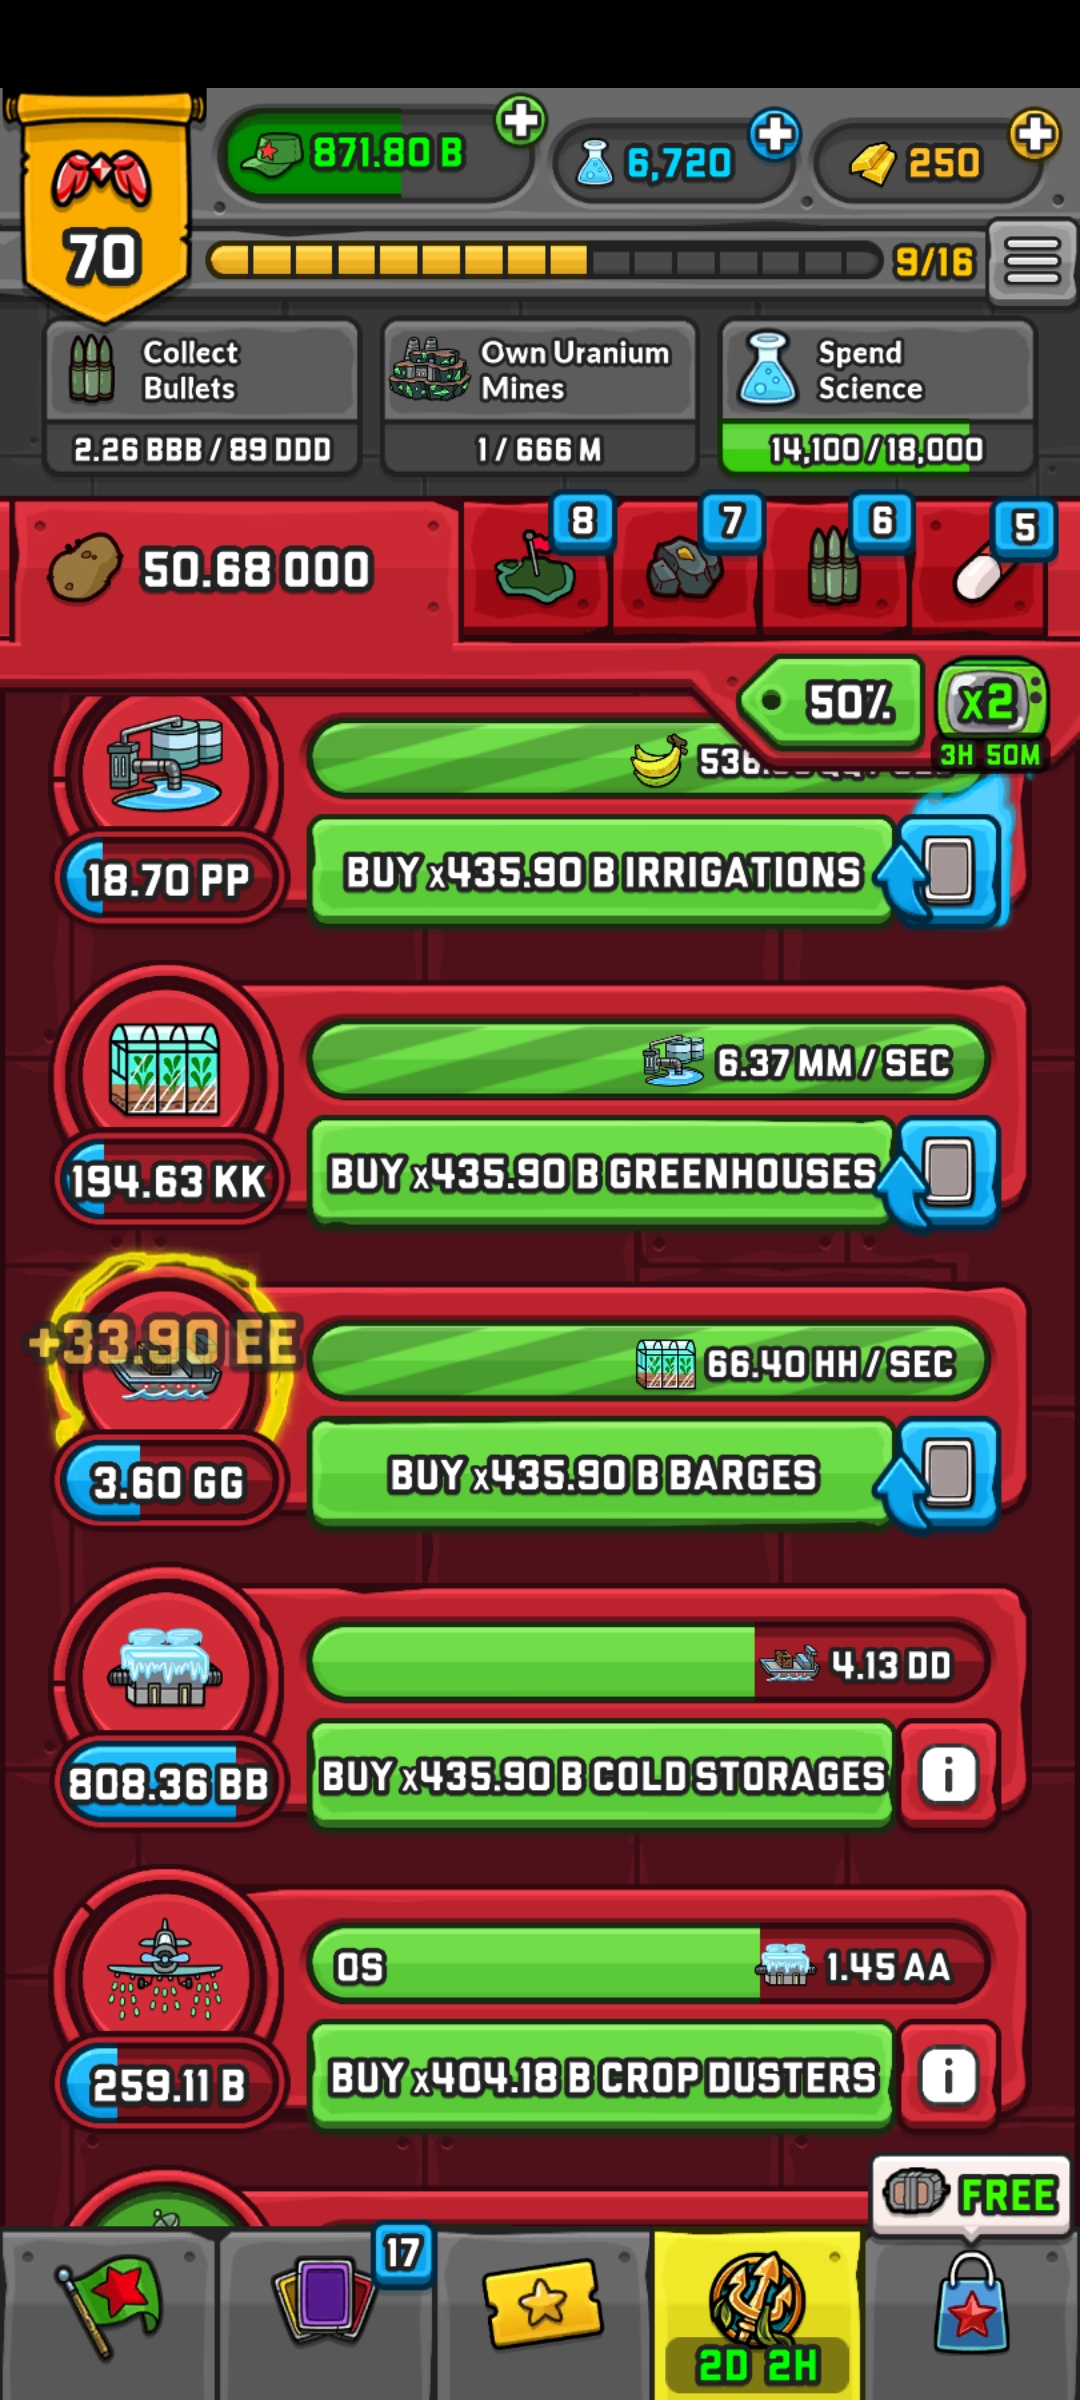 871.80 B
6,720
250
70
9/16
Collect
Bullets
2.26 BBB / 89 DDD
Own Uranium
Mines
1 / 666 M
Spend
Science
14,100 / 18,000
50.68 OOO
8
7
6
5
50%
x2
3H 50M
18.70 PP
BUY x435.90 B IRRIGATIONS
6.37 MM / SEC
194.63 KK
BUY x435.90 B GREENHOUSES
+33.90 EE
66.40 HH / SEC
3.60 GG
BUY x435.90 B BARGES
4.13 DD
808.36 BB
BUY x435.90 B COLD STORAGES
0S
1.45 AA
259.11 B
BUY x404.18 B CROP DUSTERS
FREE
17
2D 2H